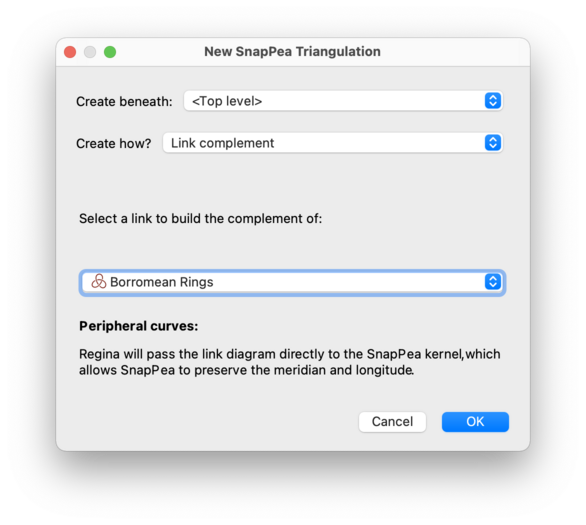 New SnapPea Triangulation
Create beneath: <Top level>
Create how? Link complement
Select a link to build the complement of:
Borromean Rings
Peripheral curves:
Regina will pass the link diagram directly to the SnapPea kernel,which
allows SnapPea to preserve the meridian and longitude.
Cancel OK